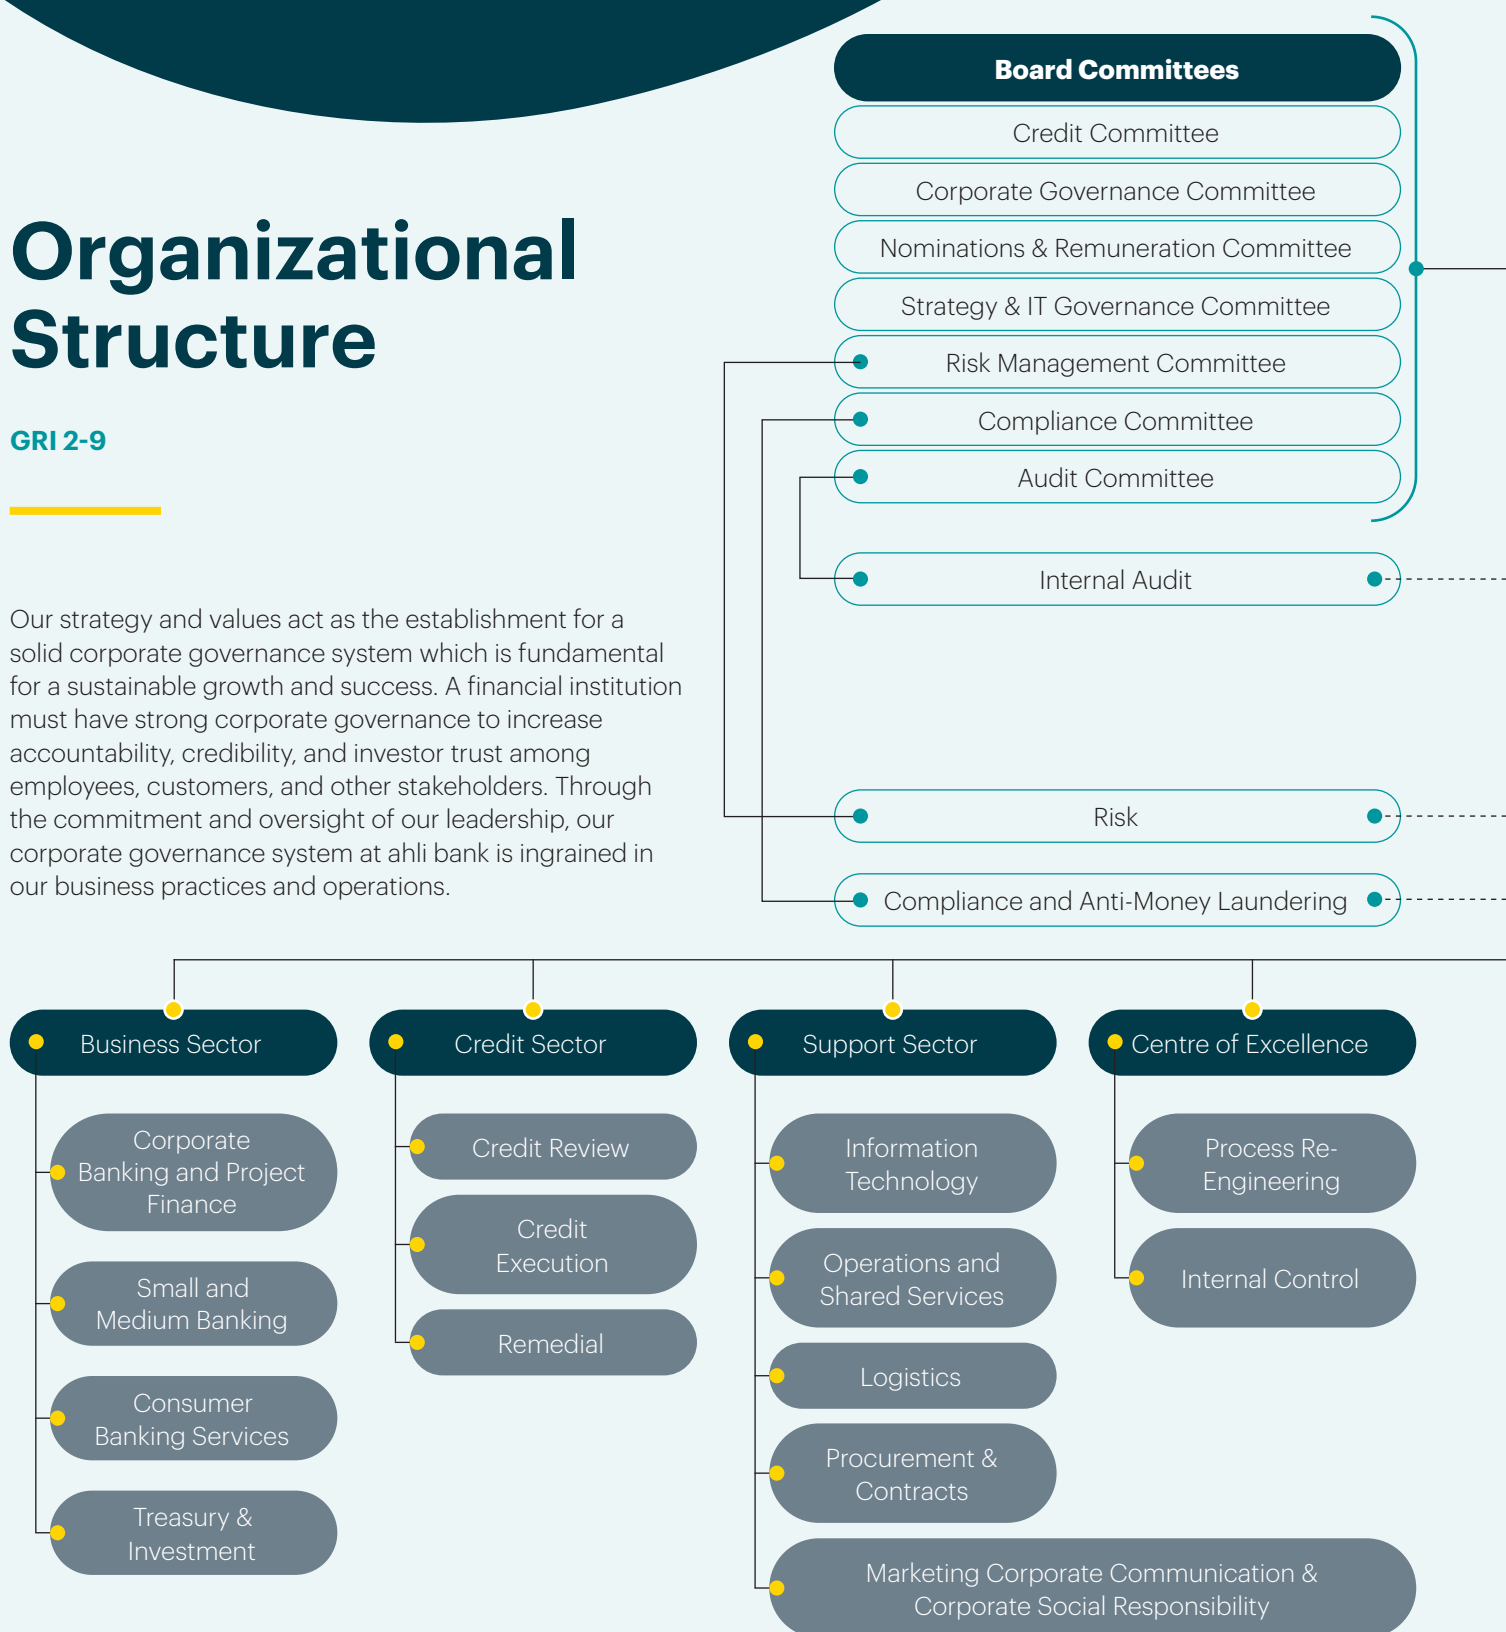 Organizational
Structure
GRI 2-9
Our strategy and values act as the establishment for a
solid corporate governance system which is fundamental
for a sustainable growth and success. A financial institution
must have strong corporate governance to increase
accountability, credibility, and investor trust among
employees, customers, and other stakeholders. Through
the commitment and oversight of our leadership, our
corporate governance system at ahli bank is ingrained in
our business practices and operations.
Board Committees
Credit Committee
Corporate Governance Committee
Nominations & Remuneration Committee
Strategy & IT Governance Committee
Risk Management Committee
Compliance Committee
Audit Committee
Internal Audit
Risk
Compliance and Anti-Money Laundering
Business Sector
Corporate
Banking and Project
Finance
Small and
Medium Banking
Consumer
Banking Services
Treasury &
Investment
Credit Sector
Credit Review
Credit
Execution
Remedial
Support Sector
Information
Technology
Operations and
Shared Services
Logistics
Procurement &
Contracts
Marketing Corporate Communication &
Corporate Social Responsibility
Centre of Excellence
Process Re-
Engineering
Internal Control